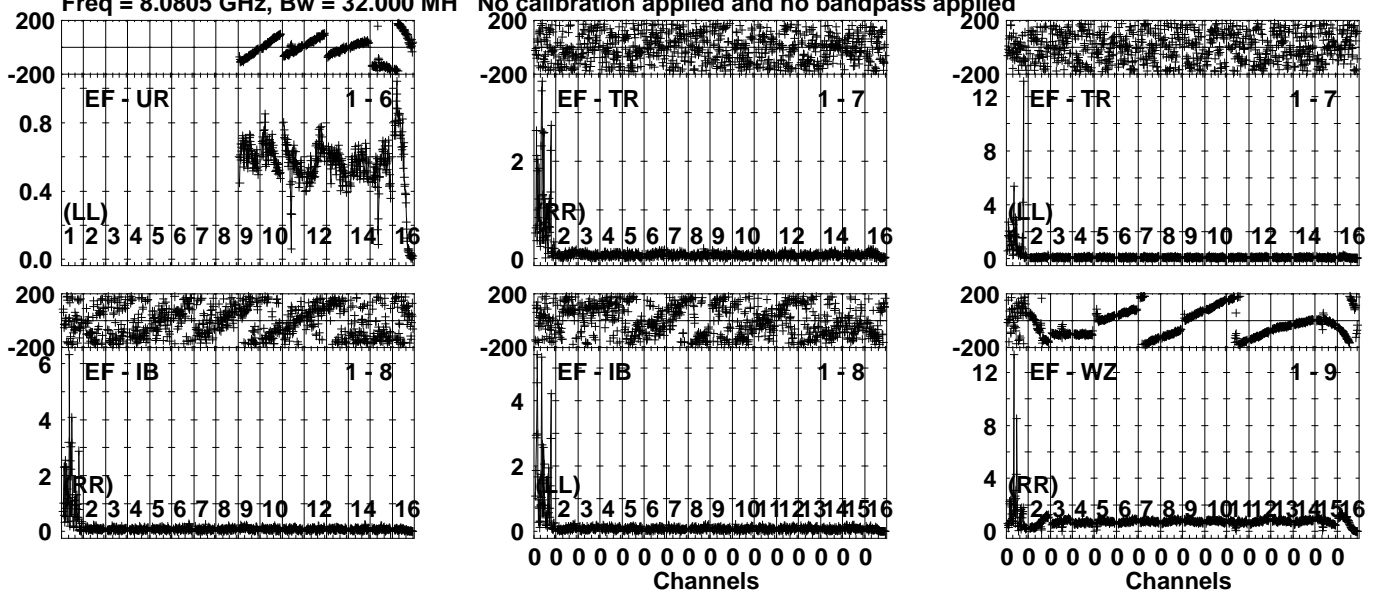 Freq = 8.0805 GHz, Bw = 32.000 MH No calibration applied and no bandpass applied
200
-200
EF - UR 1 - 6
0.8
0.4
(LL)
1 2 3 4 5 6 7 8 9 10 12 14 16
0.0
200
-200
EF - TR 1 - 7
2
(RR)
2 3 4 5 6 7 8 9 10 12 14 16
0
200
-200
12 EF - TR 1 - 7
8
4
(LL)
2 3 4 5 6 7 8 9 10 12 14 16
0
200
-200
6 EF - IB 1 - 8
4
2
(RR)
2 3 4 5 6 7 8 9 10 12 14 16
0
200
-200
EF - IB 1 - 8
4
2
(LL)
2 3 4 5 6 7 8 9 10 11 12 13 14 15 16
0
0 0 0 0 0 0 0 0 0 0 0 0 0 0 0 0
Channels
200
-200
12 EF - WZ 1 - 9
8
4
(RR)
2 3 4 5 6 7 8 9 10 11 12 13 14 15 16
0
0 0 0 0 0 0 0 0 0 0 0 0 0 0 0 0
Channels